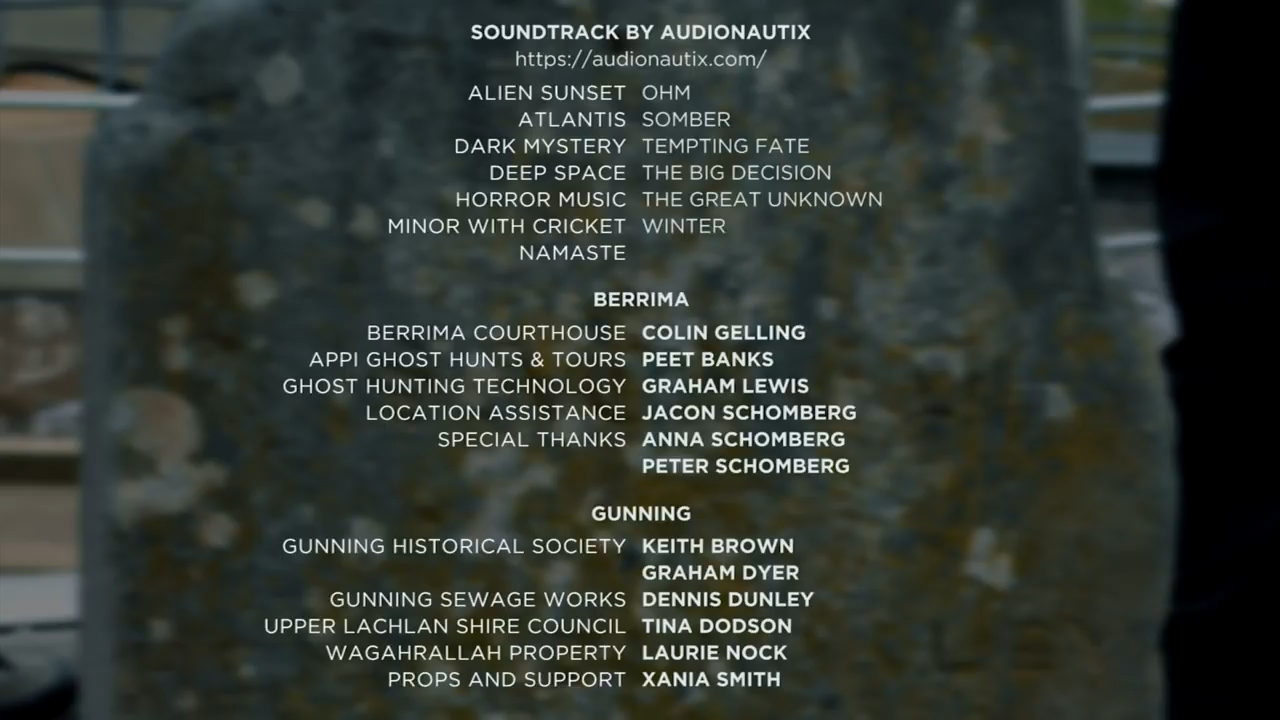 SOUNDTRACK BY AUDIONAUTIX
https://audionautix.com/
ALIEN SUNSET OHM
ATLANTIS SOMBER
DARK MYSTERY TEMPTING FATE
DEEP SPACE THE BIG DECISION
HORROR MUSIC THE GREAT UNKNOWN
MINOR WITH CRICKET WINTER
NAMASTE
BERRIMA
BERRIMA COURTHOUSE COLIN GELLING
APPI GHOST HUNTS & TOURS PEET BANKS
GHOST HUNTING TECHNOLOGY GRAHAM LEWIS
LOCATION ASSISTANCE JACON SCHOMBERG
SPECIAL THANKS ANNA SCHOMBERG
PETER SCHOMBERG
GUNNING
GUNNING HISTORICAL SOCIETY KEITH BROWN
GRAHAM DYER
GUNNING SEWAGE WORKS DENNIS DUNLEY
UPPER LACHLAN SHIRE COUNCIL TINA DODSON
WAGAHRALLAH PROPERTY LAURIE NOCK
PROPS AND SUPPORT XANIA SMITH